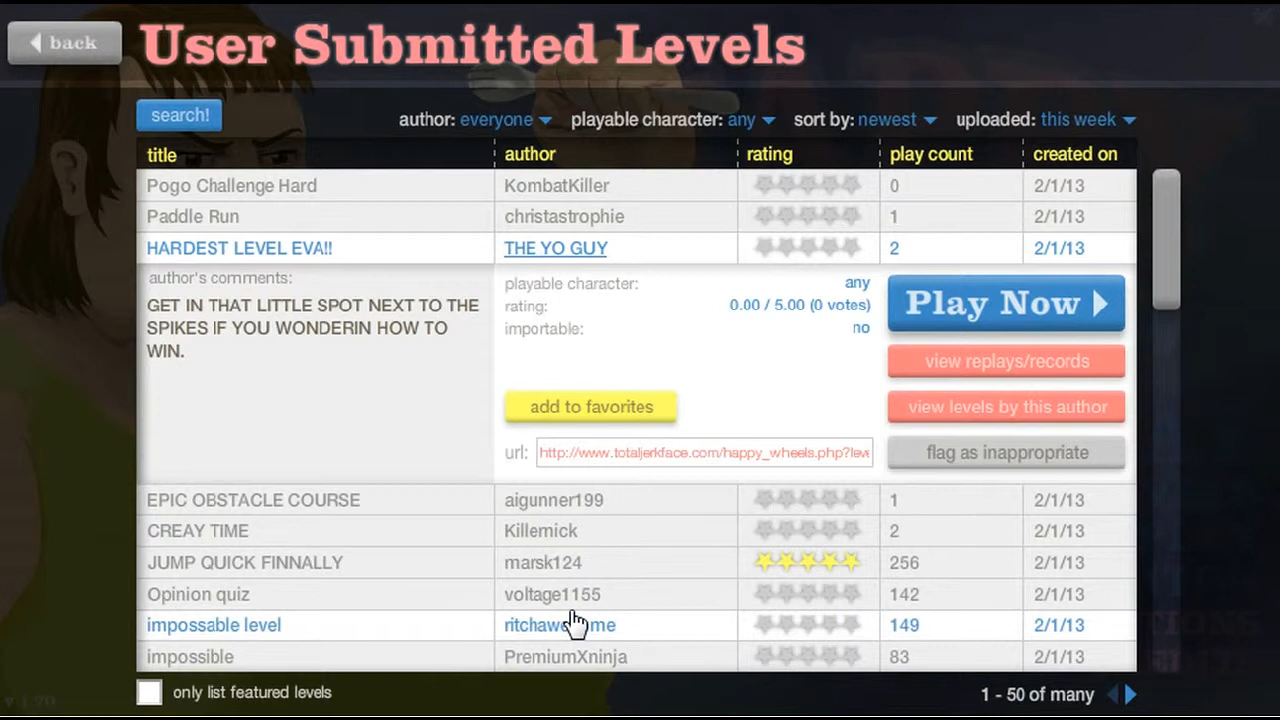 back
User Submitted Levels
search!
author: everyone playable character: any sort by: newest uploaded: this week
title author rating play count created on
Pogo Challenge Hard KombatKiller 0 2/1/13
Paddle Run christastrophie 1 2/1/13
HARDEST LEVEL EVA!! THE YO GUY 2 2/1/13
author's comments:
GET IN THAT LITTLE SPOT NEXT TO THE
SPIKES IF YOU WONDERIN HOW TO
WIN.
playable character: any
rating: 0.00 / 5.00 (0 votes)
importable: no
add to favorites
url: http://www.totaljerkface.com/happy_wheels.php?leve
Play Now
view replays/records
view levels by this author
flag as inappropriate
EPIC OBSTACLE COURSE aigunner199 1 2/1/13
CREAY TIME Killemick 2 2/1/13
JUMP QUICK FINNALLY marsk124 256 2/1/13
Opinion quiz voltage1155 142 2/1/13
impossable level 149 2/1/13
impossible PremiumXninja 83 2/1/13
only list featured levels
1 - 50 of many